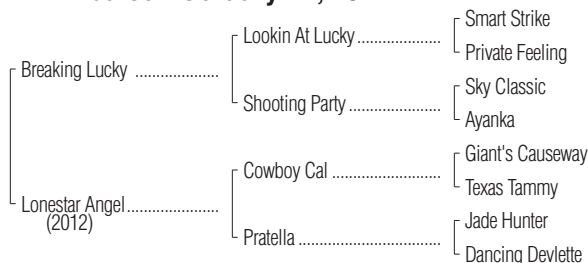 Smart Strike
Lookin At Lucky
Private Feeling
Breaking Lucky
Sky Classic
Shooting Party
Ayanka
Giant's Causeway
Cowboy Cal
Texas Tammy
Lonestar Angel
(2012)
Jade Hunter
Pratella
Dancing Devlette